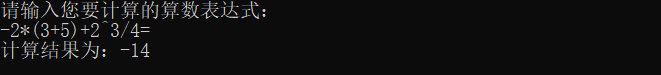 请输入您要计算的算数表达式：
-2*(3+5)+2^3/4=
计算结果为：-14